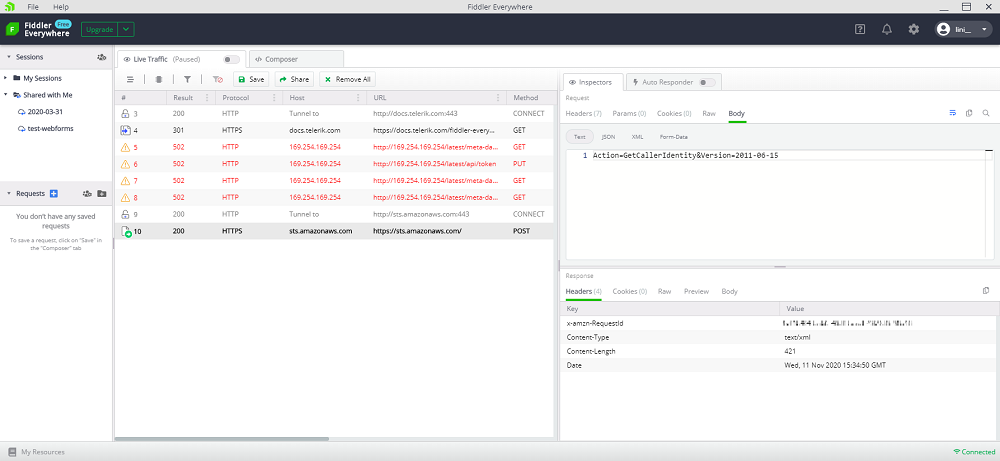 File Help Fiddler Everywhere
Fiddler Everywhere Free Upgrade lini__
Sessions
My Sessions
Shared with Me
2020-03-31
test-webforms
Requests
You don't have any saved
requests
To save a request, click on "Save" in
the "Composer" tab
Live Traffic (Paused) Composer
Save Share Remove All
# Result Protocol Host URL Method
3 200 HTTP Tunnel to http://docs.telerik.com:443 CONNECT
4 301 HTTPS docs.telerik.com https://docs.telerik.com/fiddler-every... GET
5 502 HTTP 169.254.169.254 http://169.254.169.254/latest/meta-da... GET
6 502 HTTP 169.254.169.254 http://169.254.169.254/latest/api/token PUT
7 502 HTTP 169.254.169.254 http://169.254.169.254/latest/meta-da... GET
8 502 HTTP 169.254.169.254 http://169.254.169.254/latest/meta-da... GET
9 200 HTTP Tunnel to http://sts.amazonaws.com:443 CONNECT
10 200 HTTPS sts.amazonaws.com https://sts.amazonaws.com/ POST
Inspectors Auto Responder
Request
Headers (7) Params (0) Cookies (0) Raw Body
Text JSON XML Form-Data
1 Action=GetCallerIdentity&Version=2011-06-15
Response
Headers (4) Cookies (0) Raw Preview Body
Key Value
x-amzn-RequestId
Content-Type text/xml
Content-Length 421
Date Wed, 11 Nov 2020 15:34:50 GMT
My Resources Connected